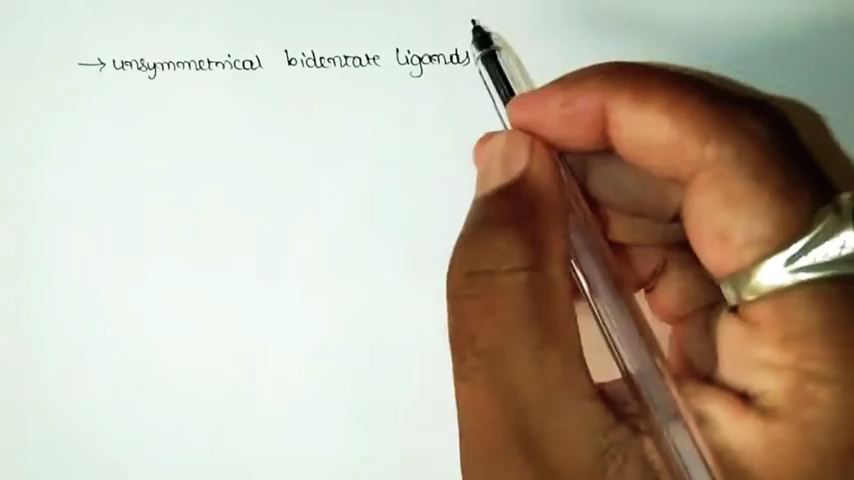 → unsymmetrical bidentate ligands